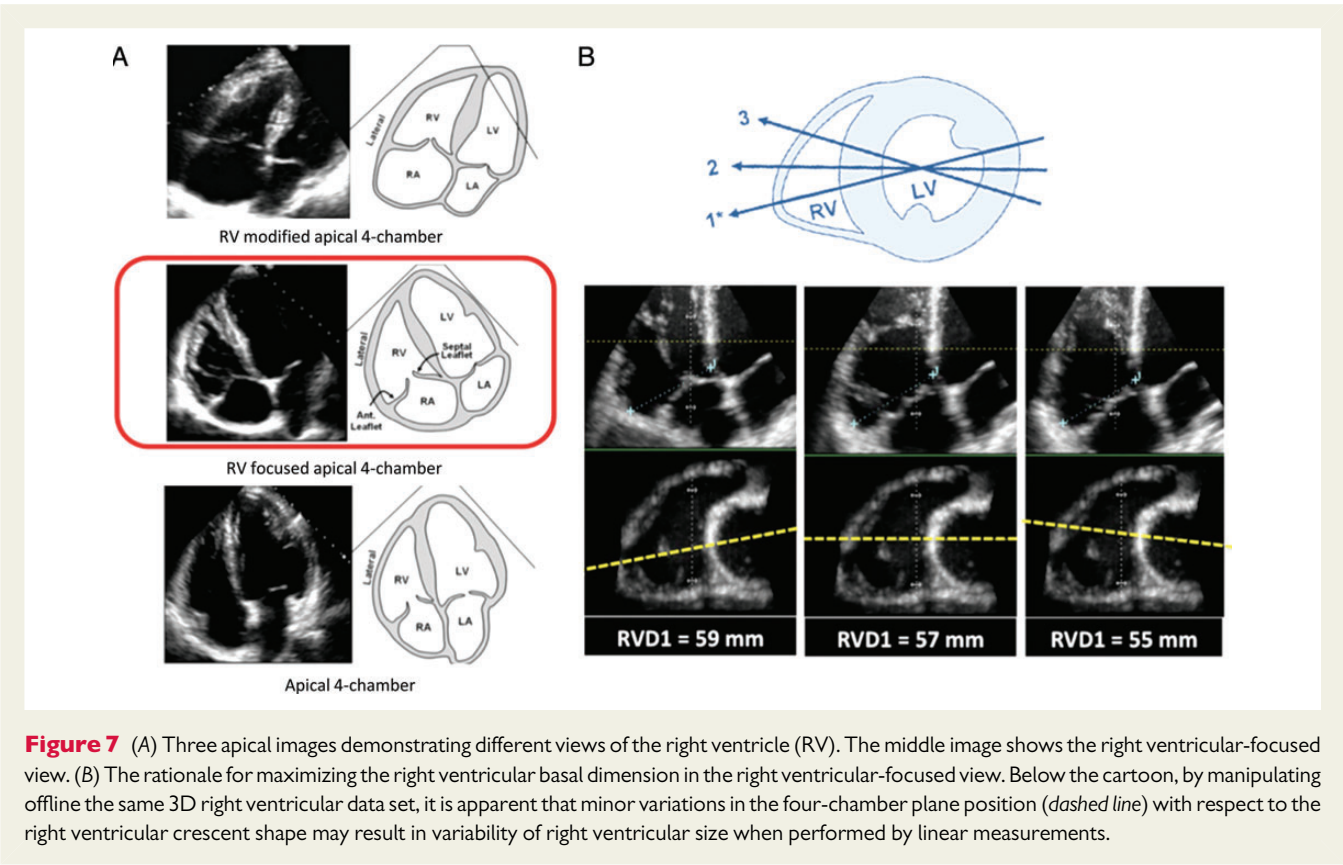 A
B
Lateral
RV
LV
RA
LA
RV modified apical 4-chamber
Lateral
LV
RV
Septal
Leaflet
LA
RA
Ant.
Leaflet
RV focused apical 4-chamber
Lateral
RV
LV
RA
LA
Apical 4-chamber
3
2
1*
RV
LV
RVD1 = 59 mm
RVD1 = 57 mm
RVD1 = 55 mm
Figure 7 (A) Three apical images demonstrating different views of the right ventricle (RV). The middle image shows the right ventricular-focused
view. (B) The rationale for maximizing the right ventricular basal dimension in the right ventricular-focused view. Below the cartoon, by manipulating
offline the same 3D right ventricular data set, it is apparent that minor variations in the four-chamber plane position (dashed line) with respect to the
right ventricular crescent shape may result in variability of right ventricular size when performed by linear measurements.